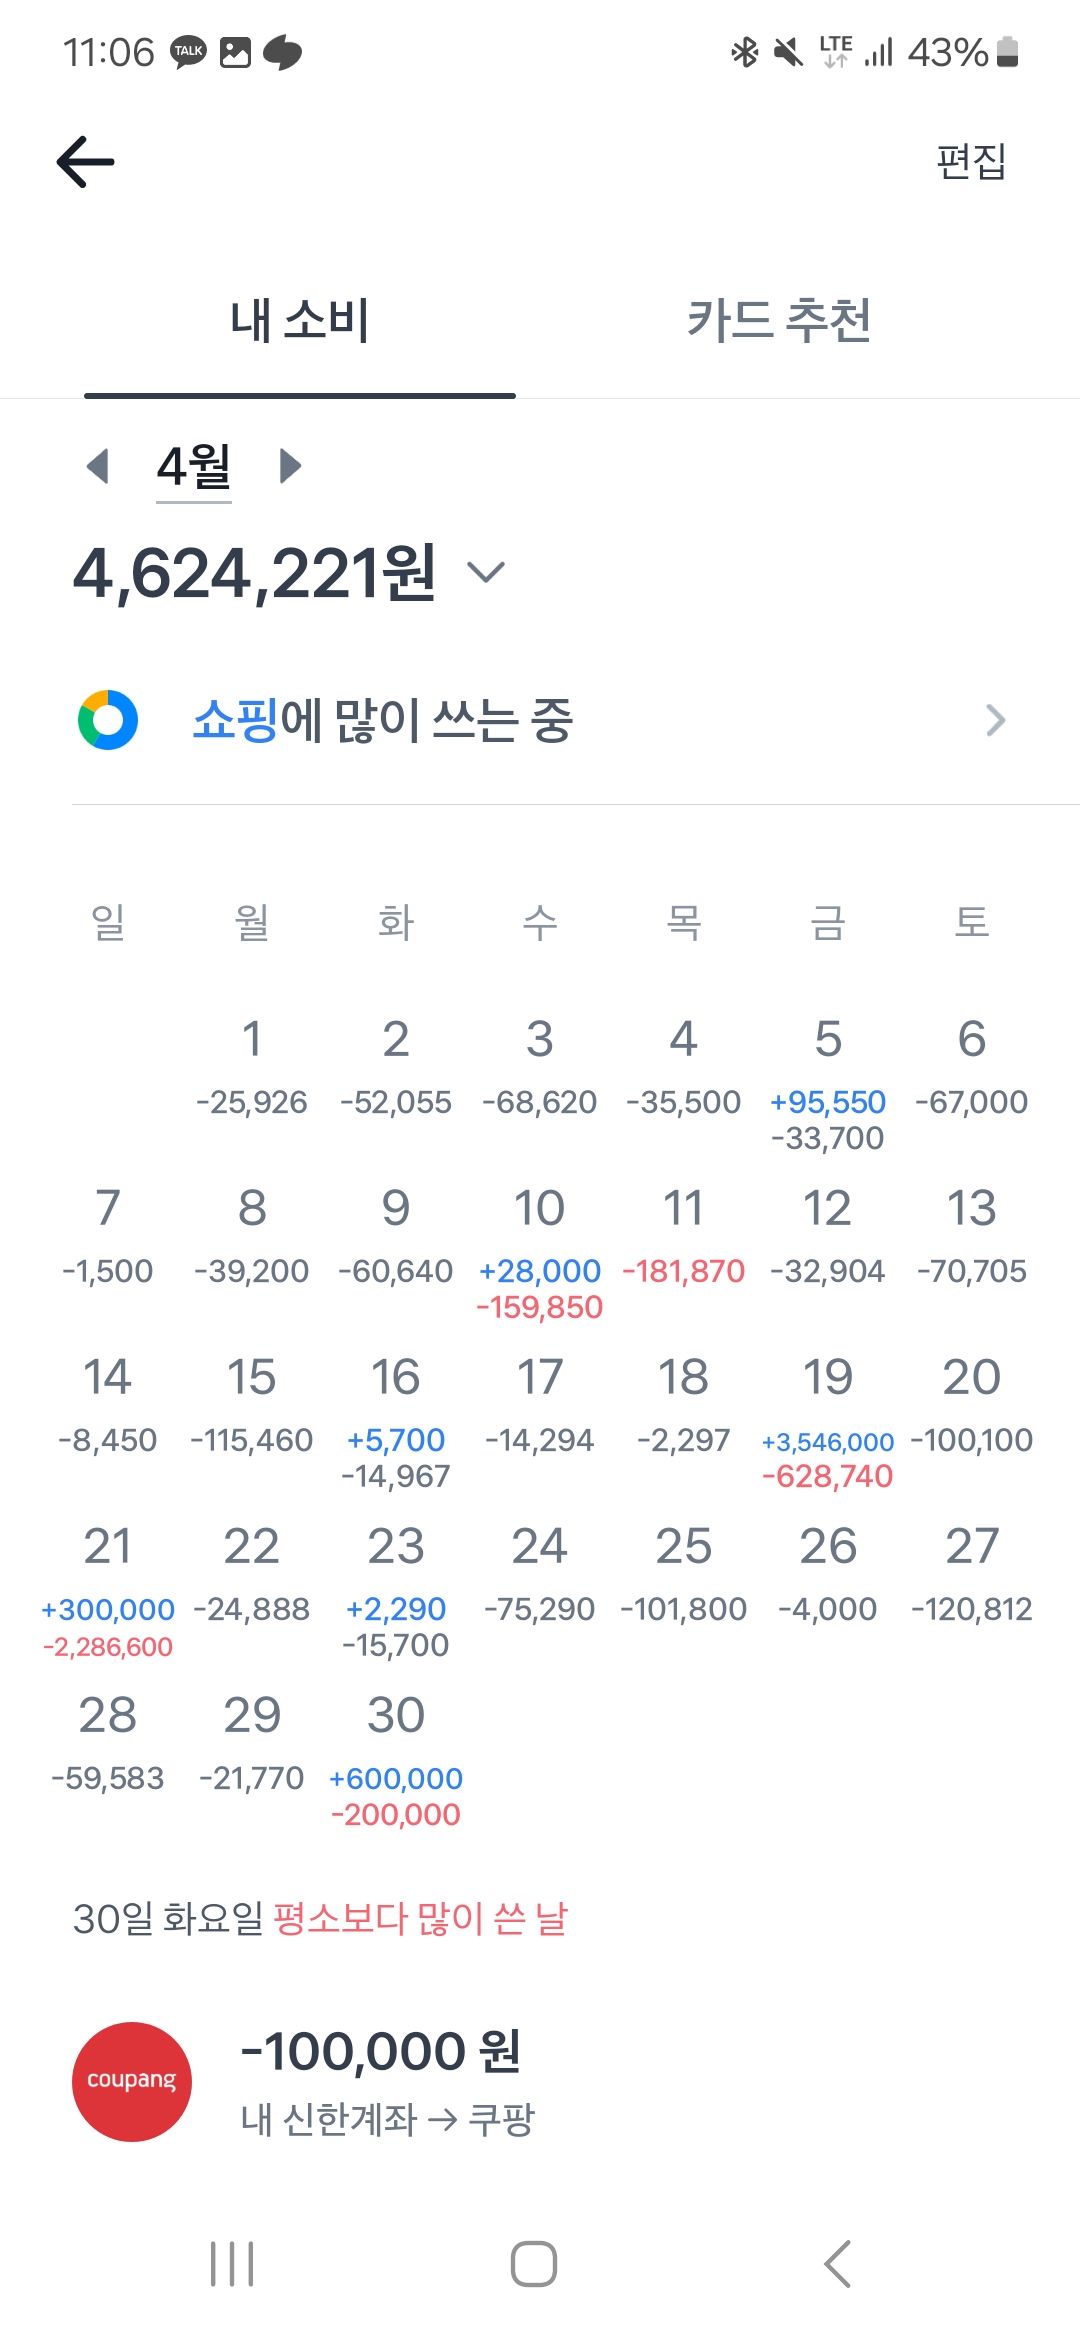 11:06 TALK LTE 43%
편집
내 소비 카드 추천
4월
4,624,221원
쇼핑에 많이 쓰는 중
일 월 화 수 목 금 토
1 2 3 4 5 6
-25,926 -52,055 -68,620 -35,500 +95,550 -67,000
-33,700
7 8 9 10 11 12 13
-1,500 -39,200 -60,640 +28,000 -181,870 -32,904 -70,705
-159,850
14 15 16 17 18 19 20
-8,450 -115,460 +5,700 -14,294 -2,297 +3,546,000 -100,100
-14,967 -628,740
21 22 23 24 25 26 27
+300,000 -24,888 +2,290 -75,290 -101,800 -4,000 -120,812
-2,286,600 -15,700
28 29 30
-59,583 -21,770 +600,000
-200,000
30일 화요일 평소보다 많이 쓴 날
coupang
-100,000 원
내 신한계좌 → 쿠팡